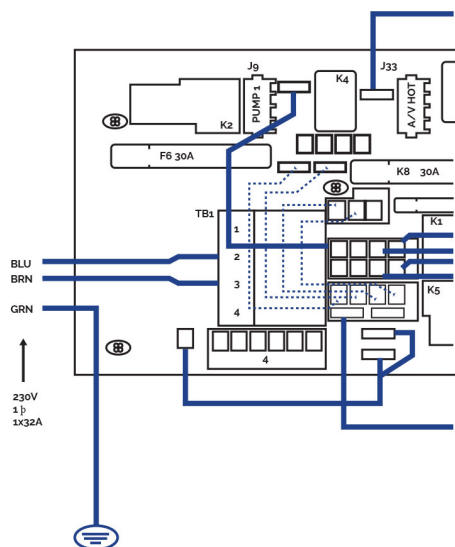 J9
K4
J33
PUMP 1
A/V HOT
K2
F6 30A
K8 30A
TB1
1
K1
2
BLU
BRN
3
K5
GRN
4
4
230V
1 þ
1x32A